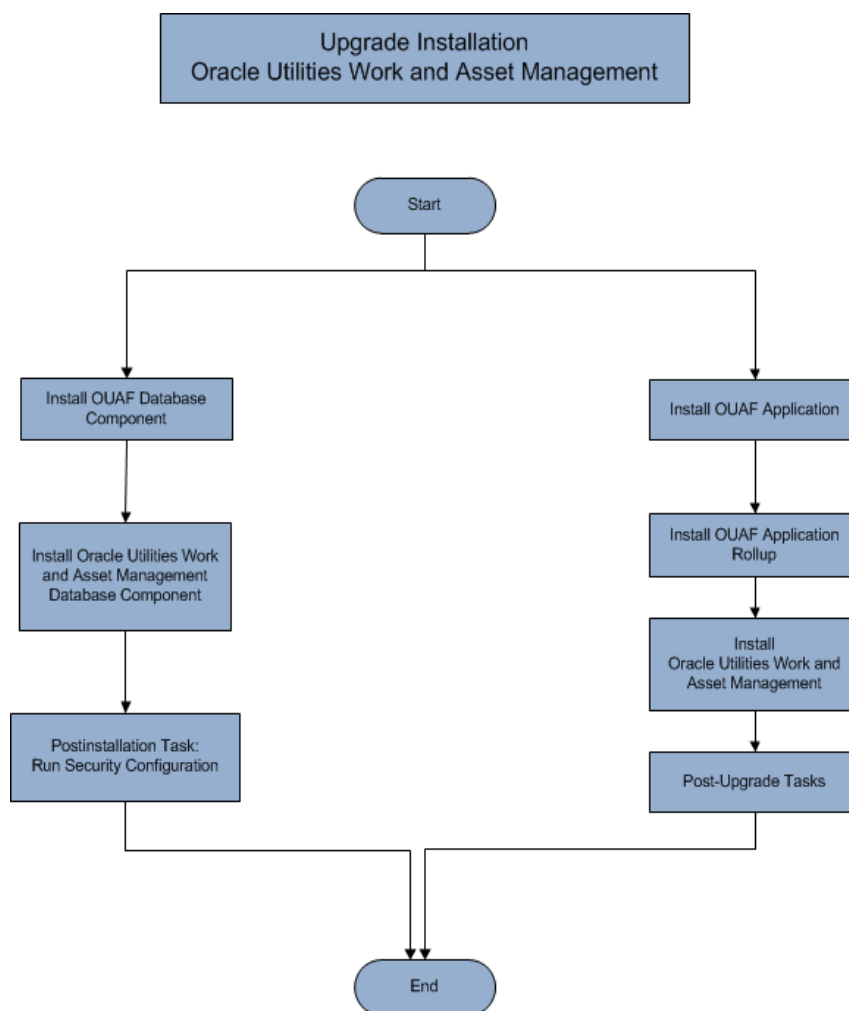 Upgrade Installation
Oracle Utilities Work and Asset Management
Start
Install OUAF Database
Component
Install OUAF Application
Install Oracle Utilities Work
and Asset Management
Database Component
Install OUAF Application
Rollup
Install
Oracle Utilities Work and
Asset Management
Postinstallation Task:
Run Security Configuration
Post-Upgrade Tasks
End